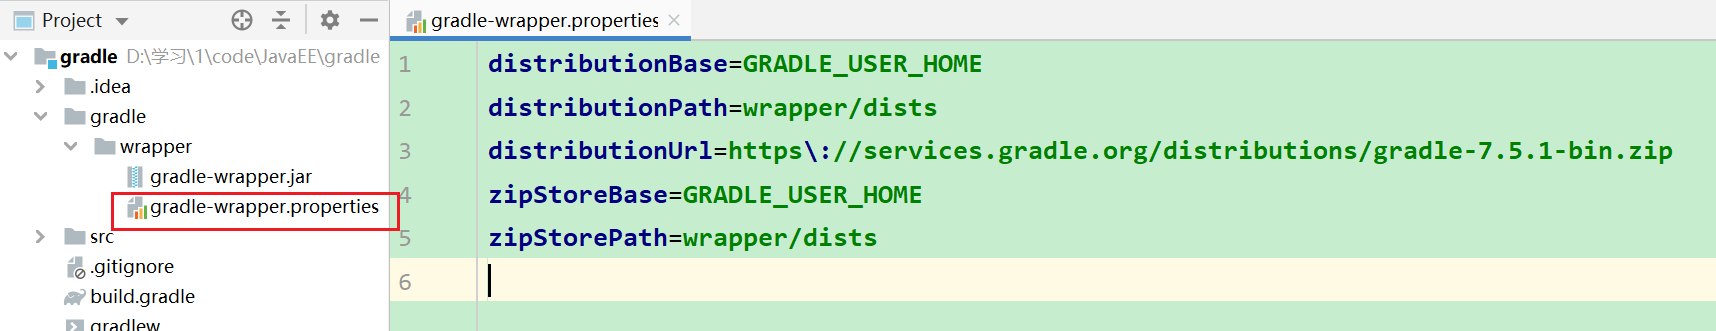 Project
gradle D:\学习\1\code\JavaEE\gradle
.idea
gradle
wrapper
gradle-wrapper.jar
gradle-wrapper.properties
src
.gitignore
build.gradle
gradlew
gradle-wrapper.properties
1 distributionBase=GRADLE_USER_HOME
2 distributionPath=wrapper/dists
3 distributionUrl=https\://services.gradle.org/distributions/gradle-7.5.1-bin.zip
4 zipStoreBase=GRADLE_USER_HOME
5 zipStorePath=wrapper/dists
6